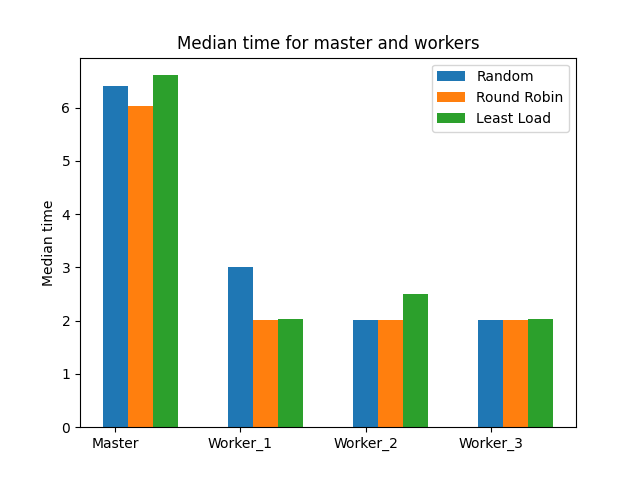 Median time for master and workers
Random
Round Robin
Least Load
Median time
6
5
4
3
2
1
0
Master
Worker_1
Worker_2
Worker_3